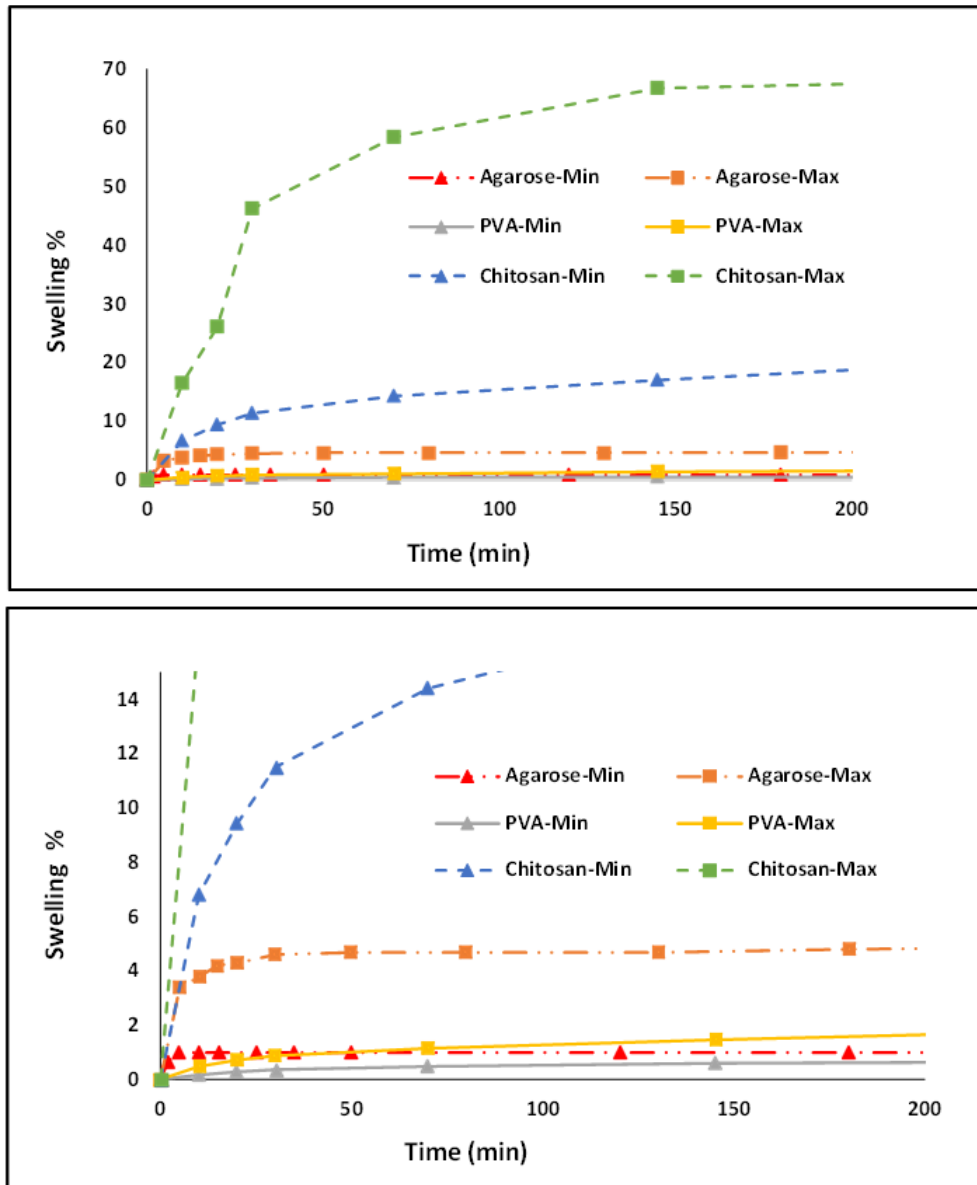 70
60
50
40
30
20
10
0
Swelling %
Agarose-Min
Agarose-Max
PVA-Min
PVA-Max
Chitosan-Min
Chitosan-Max
0 50 100 150 200
Time (min)
14
12
10
8
6
4
2
0
Swelling %
Agarose-Min
Agarose-Max
PVA-Min
PVA-Max
Chitosan-Min
Chitosan-Max
0 50 100 150 200
Time (min)